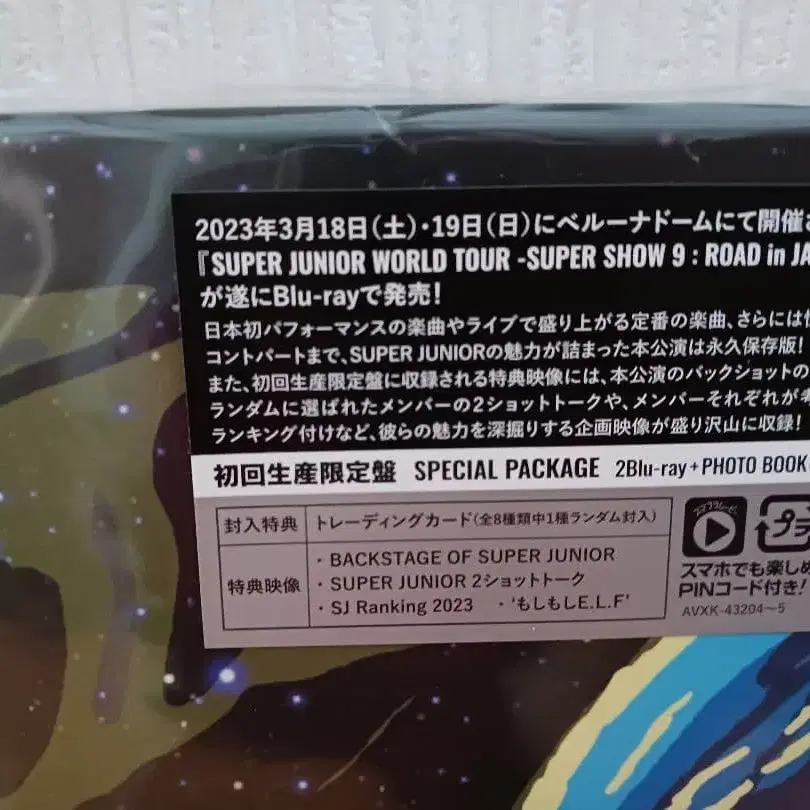 2023年3月18日(土)・19日(日)にベルーナドームにて開催
『SUPER JUNIOR WORLD TOUR -SUPER SHOW 9 : ROAD in JA
が遂にBlu-rayで発売!
日本初パフォーマンスの楽曲やライブで盛り上がる定番の楽曲、さらには
コントパートまで、SUPER JUNIORの魅力が詰まった本公演は永久保存版!
また、初回生産限定盤に収録される特典映像には、本公演のバックショットの
ランダムに選ばれたメンバーの2ショットトークや、メンバーそれぞれが
ランキング付けなど、彼らの魅力を深掘りする企画映像が盛り沢山に収録!
初回生産限定盤 SPECIAL PACKAGE 2Blu-ray+PHOTO BOOK
封入特典 トレーディングカード(全8種類中1種ランダム封入)
特典映像
・BACKSTAGE OF SUPER JUNIOR
・SUPER JUNIOR 2ショットトーク
・SJ Ranking 2023 ・'もしもしE.L.F'
プラ
スマホでも楽しめ
PINコード付き!
AVXK-43204〜5